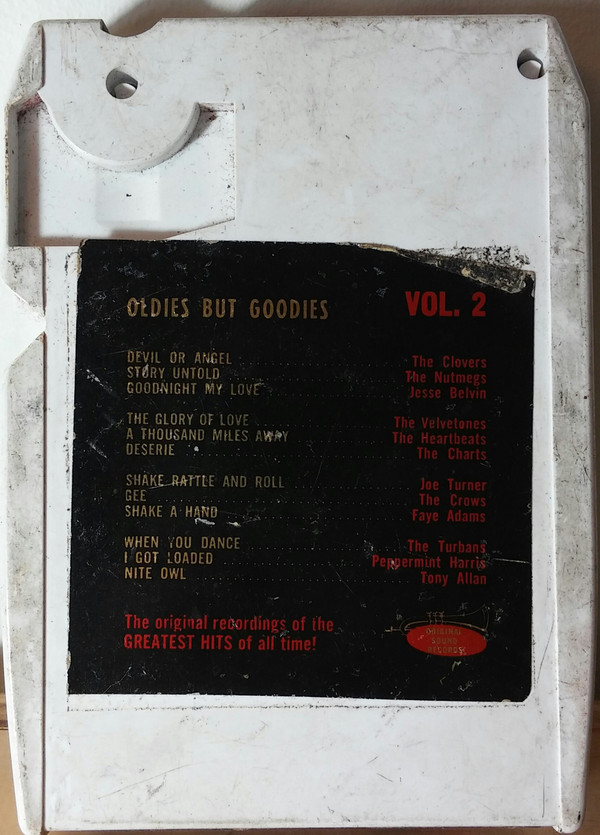 OLDIES BUT GOODIES VOL. 2
DEVIL OR ANGEL The Clovers
STORY UNTOLD The Nutmegs
GOODNIGHT MY LOVE Jesse Belvin
THE GLORY OF LOVE The Velvetones
A THOUSAND MILES AWAY The Heartbeats
DESERIE The Charts
SHAKE RATTLE AND ROLL Joe Turner
GEE The Crows
SHAKE A HAND Faye Adams
WHEN YOU DANCE The Turbans
I GOT LOADED Peppermint Harris
NITE OWL Tony Allan
The original recordings of the
GREATEST HITS of all time!
ORIGINAL
SOUND
RECORDS